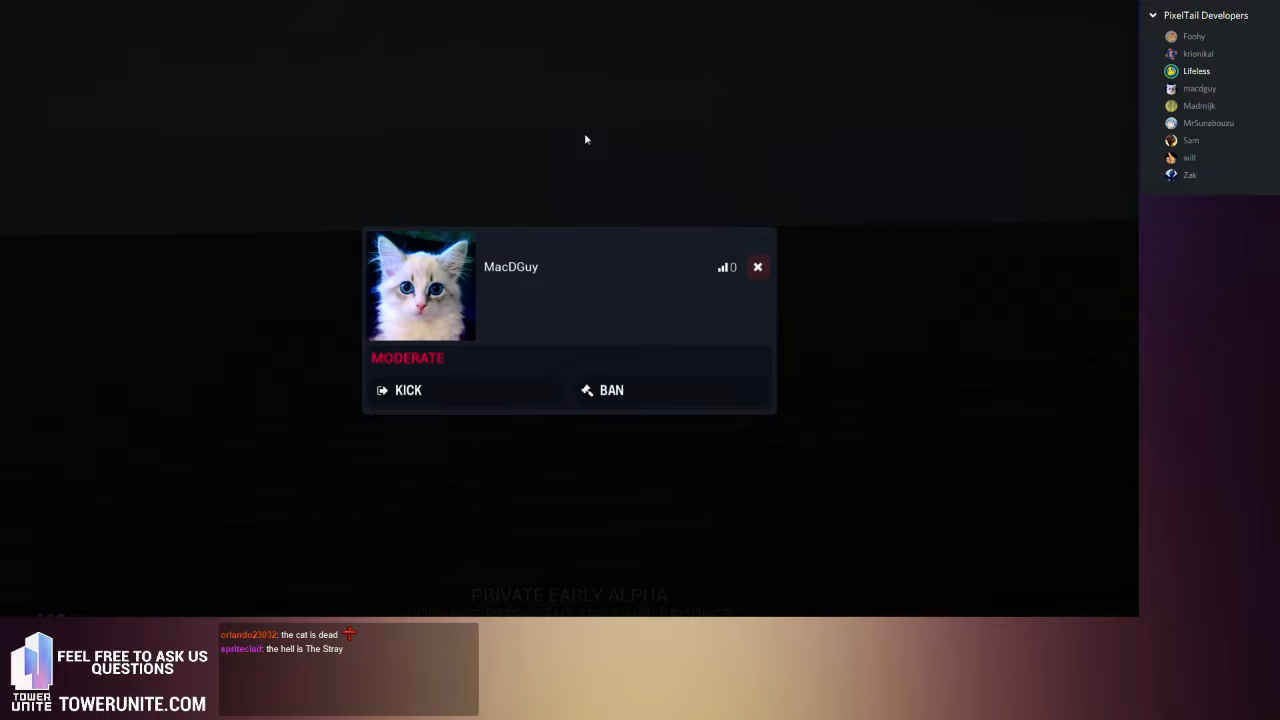 PixelTail Developers
Foohy
krionikal
Lifeless
macdguy
Madmijk
MrSunabouzu
Sam
will
Zak
MacDGuy
0
MODERATE
KICK
BAN
PRIVATE EARLY ALPHA
orlando23032: the cat is dead
spriteclad: the hell is The Stray
FEEL FREE TO ASK US
QUESTIONS
TOWER
UNITE
TOWERUNITE.COM